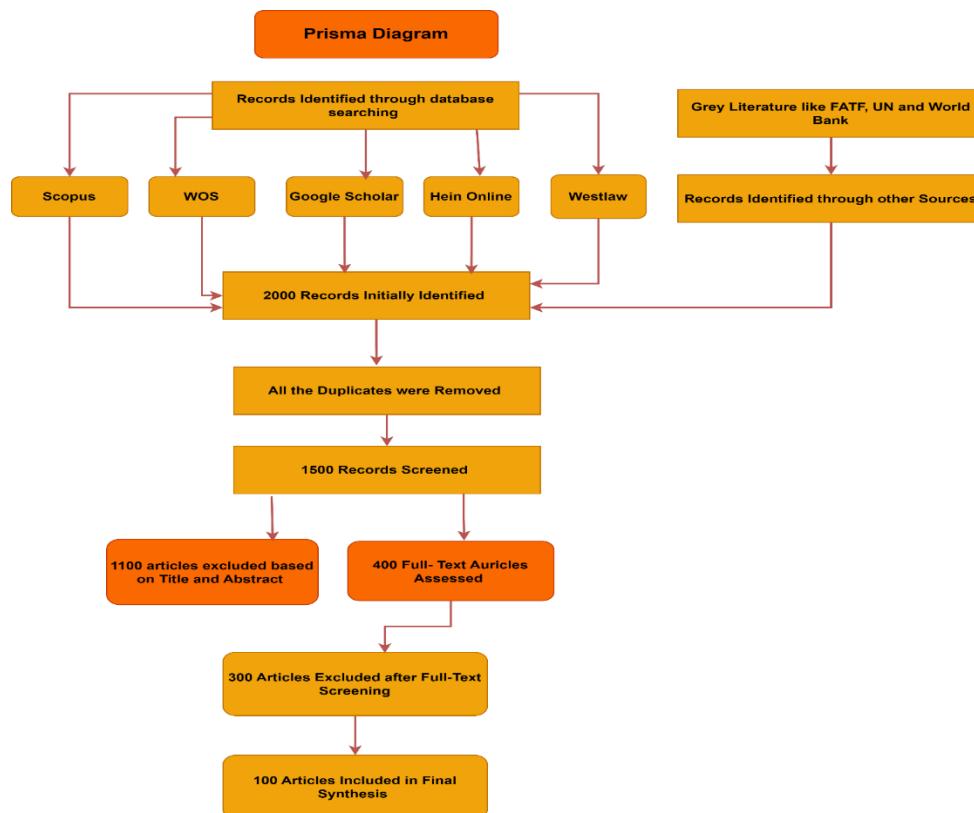 Prisma Diagram
Records Identified through database
searching
Grey Literature like FATF, UN and World
Bank
Scopus
WOS
Google Scholar
Hein Online
Westlaw
Records Identified through other Sources
2000 Records Initially Identified
All the Duplicates were Removed
1500 Records Screened
1100 articles excluded based
on Title and Abstract
400 Full- Text Auricles
Assessed
300 Articles Excluded after Full-Text
Screening
100 Articles Included in Final
Synthesis